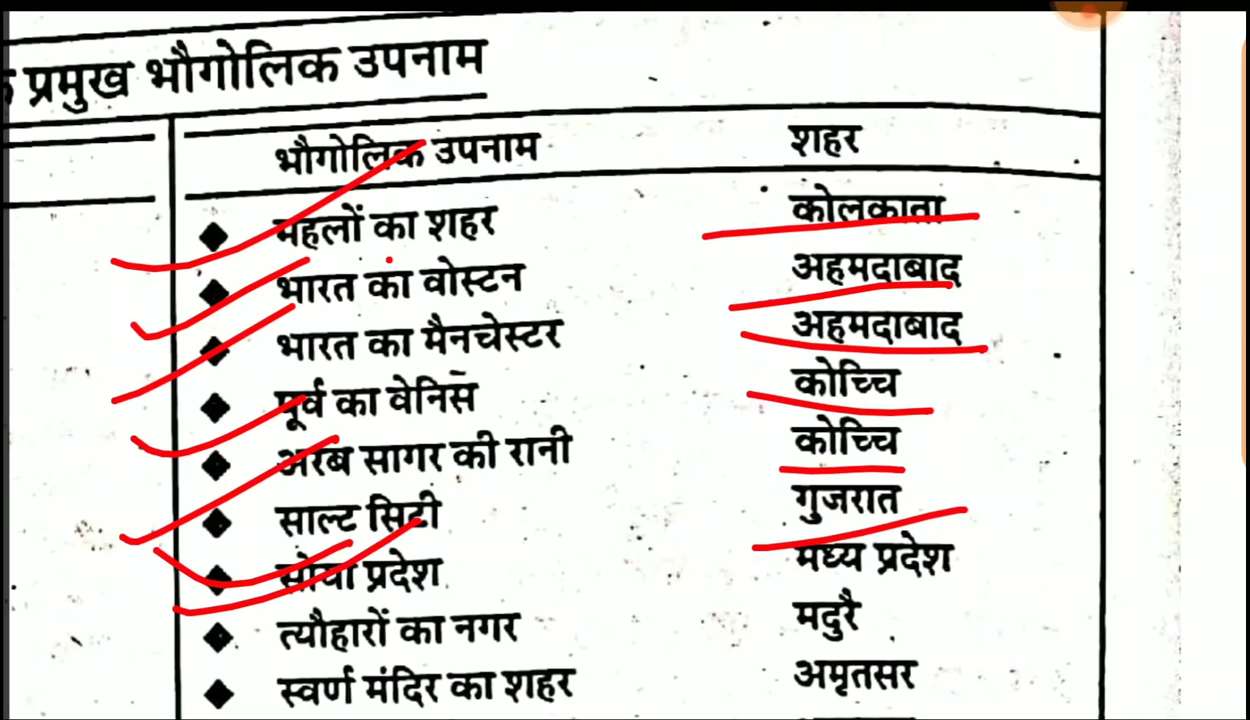 प्रमुख भौगोलिक उपनाम
भौगोलिक उपनाम शहर
महलों का शहर कोलकाता
भारत का वोस्टन अहमदाबाद
भारत का मैनचेस्टर अहमदाबाद
पूर्व का वेनिस कोच्चि
अरब सागर की रानी कोच्चि
साल्ट सिटी गुजरात
सोया प्रदेश मध्य प्रदेश
त्यौहारों का नगर मदुरै
स्वर्ण मंदिर का शहर अमृतसर